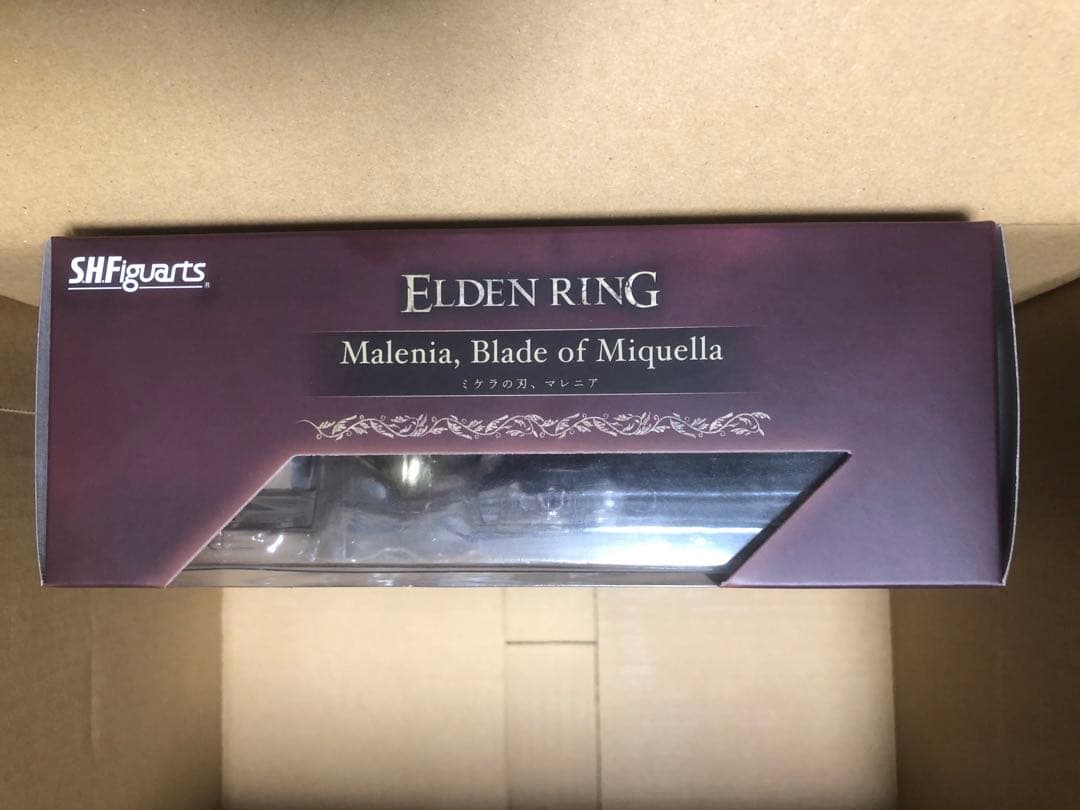 S.H.Figuarts
ELDEN RING
Malenia, Blade of Miquella
ミケラの刃、マレニア